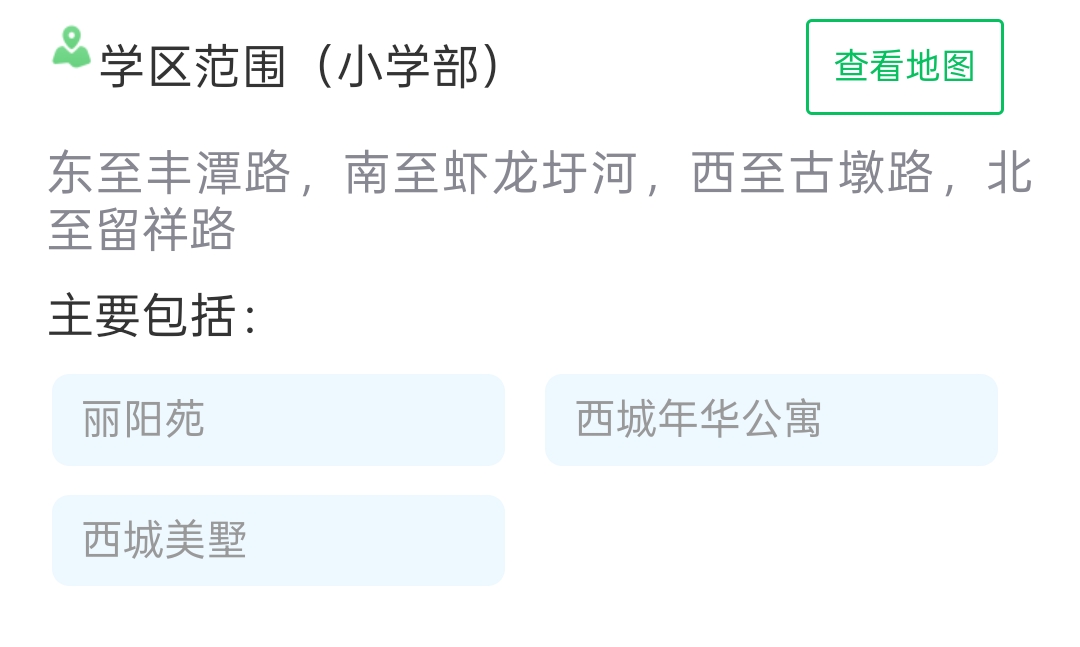 学区范围（小学部）
查看地图
东至丰潭路，南至虾龙圩河，西至古墩路，北
至留祥路
主要包括：
丽阳苑
西城年华公寓
西城美墅